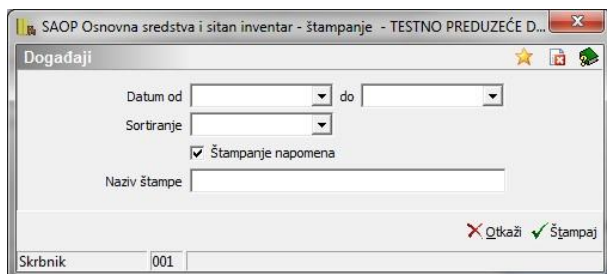 SAOP Osnovna sredstva i sitan inventar - štampanje - TESTNO PREDUZEĆE D...
Događaji
Datum od do
Sortiranje
Štampanje napomena
Naziv štampe
Otkaži Štampaj
Skrbnik 001